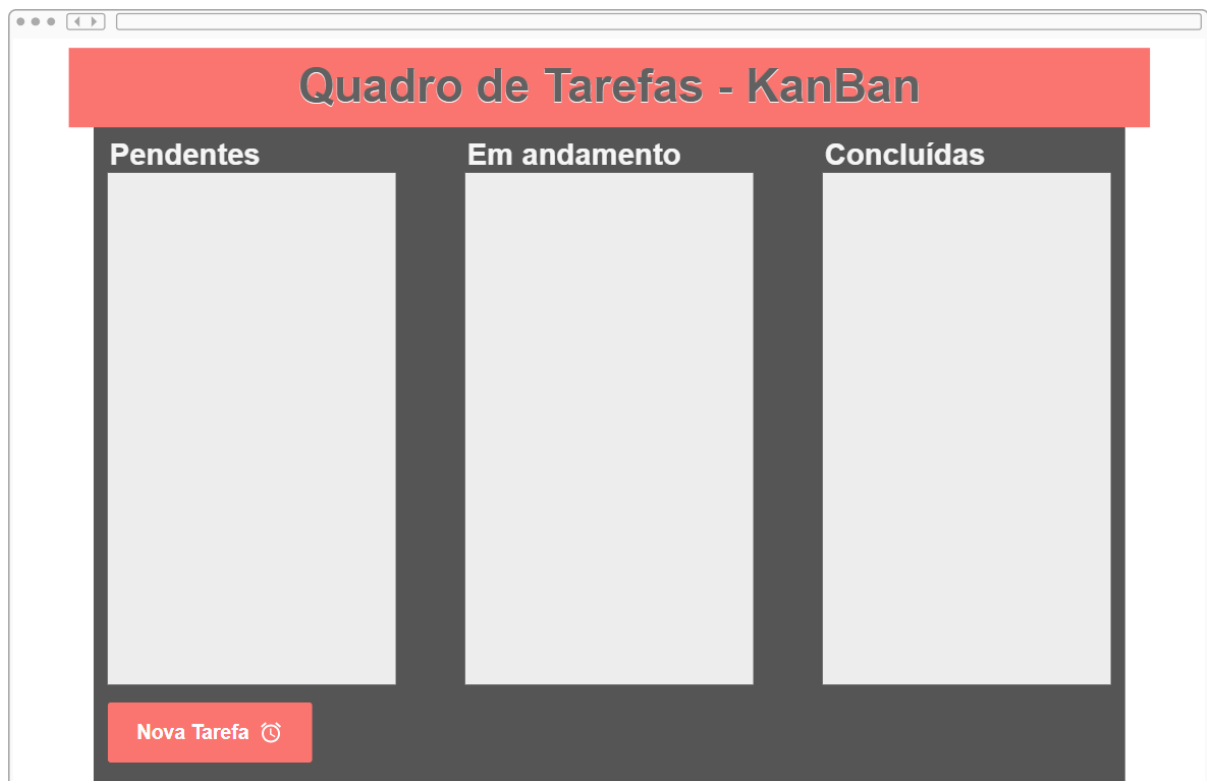 Quadro de Tarefas - KanBan
Pendentes
Em andamento
Concluídas
Nova Tarefa